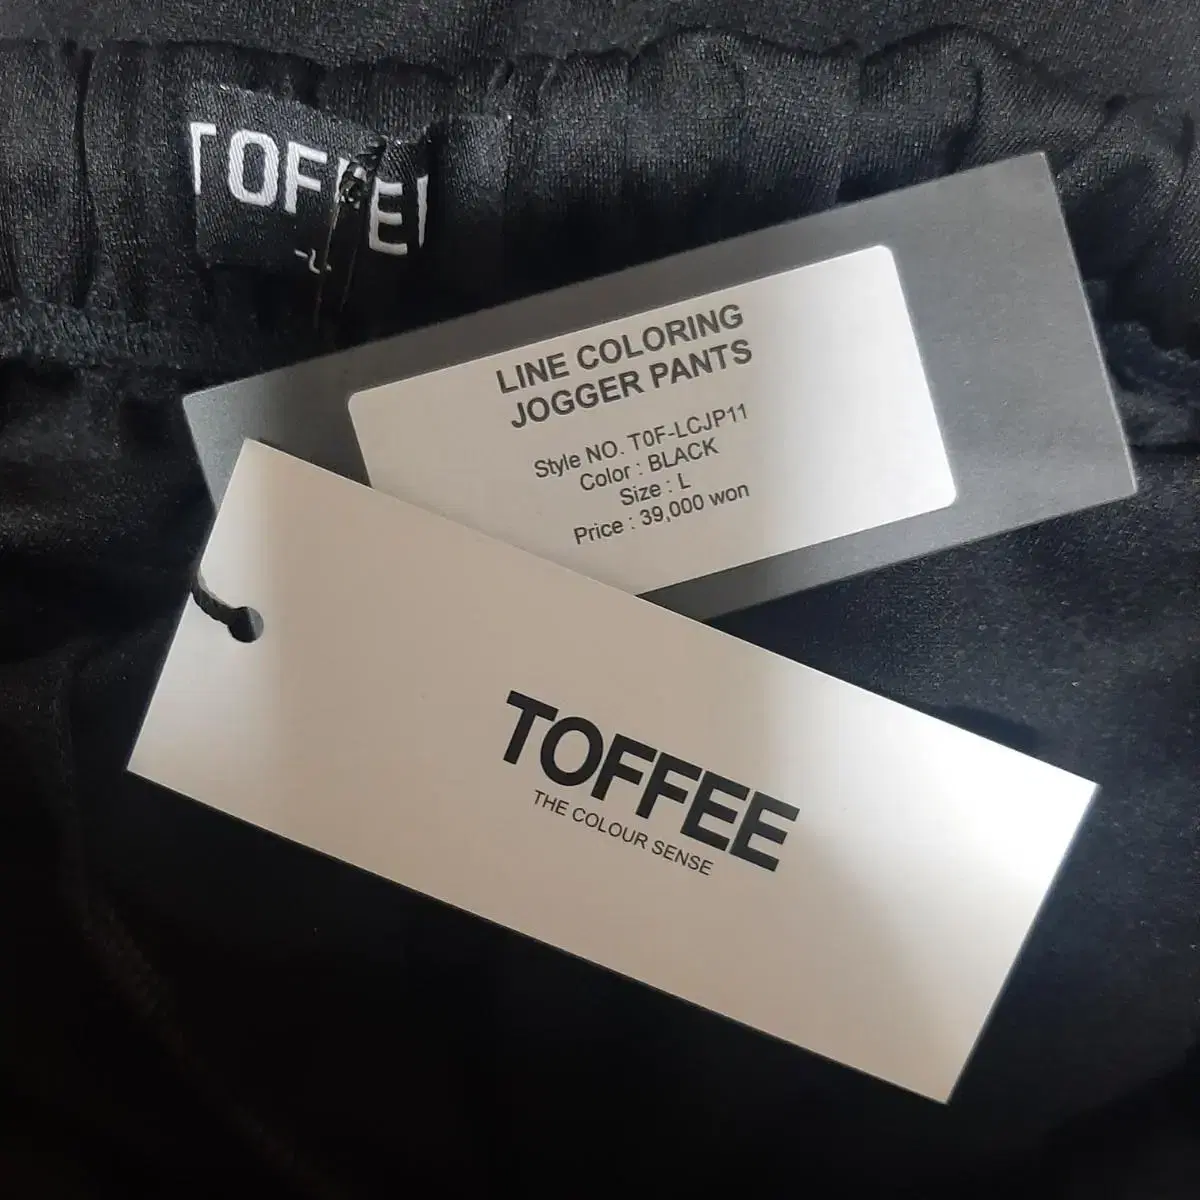 TOFFEE
L
LINE COLORING
JOGGER PANTS
Style NO. T0F-LCJP11
Color : BLACK
Size : L
Price : 39,000 won
TOFFEE
THE COLOUR SENSE